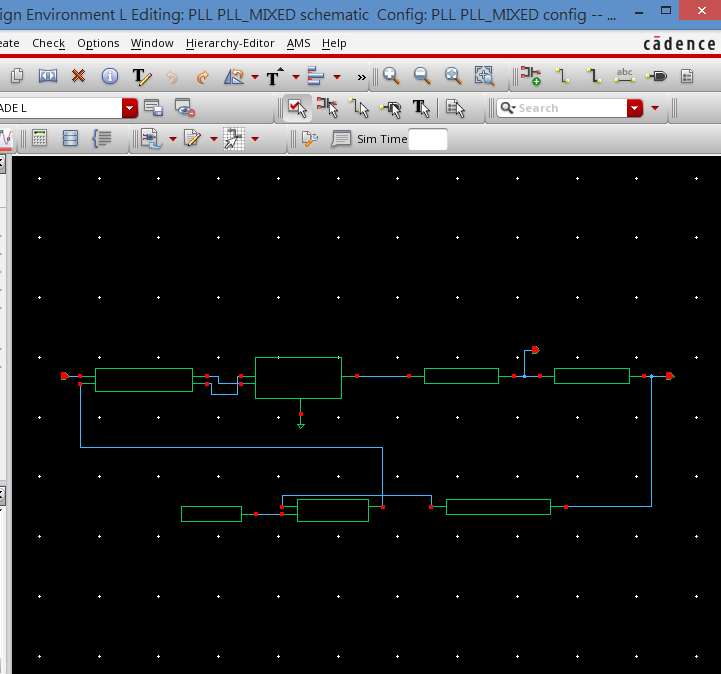 ign Environment L Editing: PLL PLL_MIXED schematic  Config: PLL PLL_MIXED config -- ...
eate Check Options Window Hierarchy-Editor AMS Help
cādence
abc
ADE L
Search
Sim Time